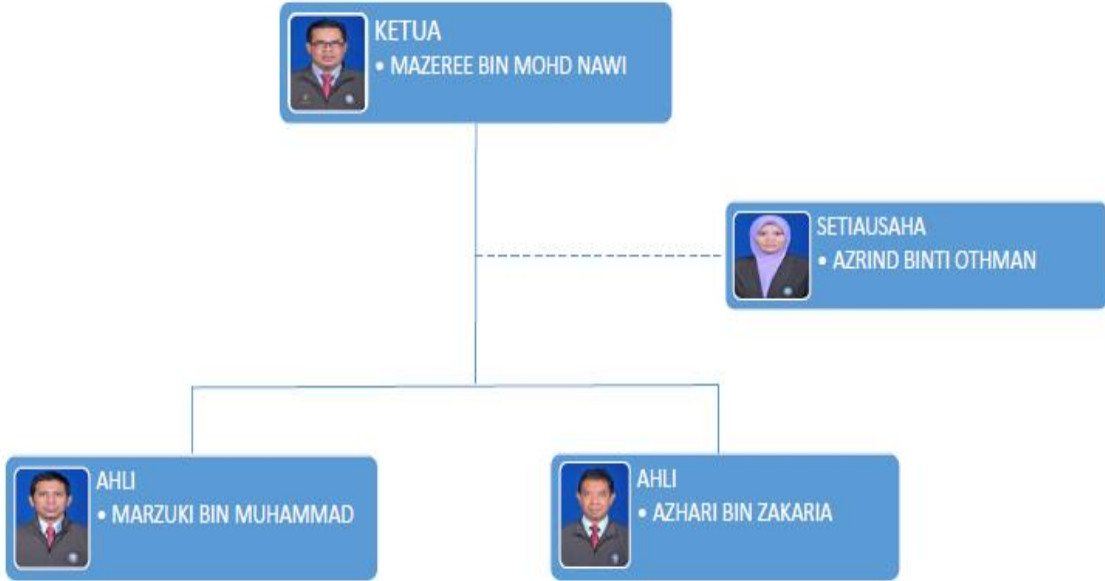 KETUA
• MAZEREE BIN MOHD NAWI
SETIAUSAHA
• AZRIND BINTI OTHMAN
AHLI
• MARZUKI BIN MUHAMMAD
AHLI
• AZHARI BIN ZAKARIA